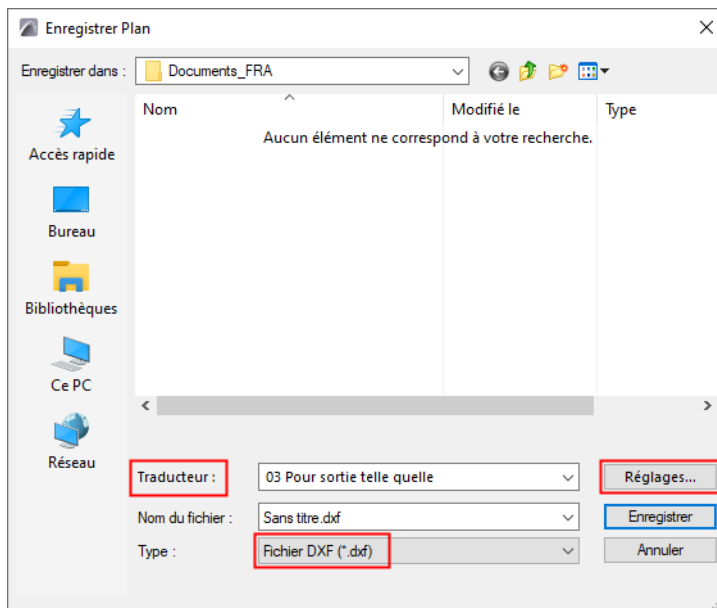 Enregistrer Plan
Enregistrer dans : Documents_FRA
Nom Modifié le Type
Aucun élément ne correspond à votre recherche.
Accès rapide
Bureau
Bibliothèques
Ce PC
Réseau
Traducteur : 03 Pour sortie telle quelle Réglages...
Nom du fichier : Sans titre.dxf Enregistrer
Type : Fichier DXF (*.dxf) Annuler